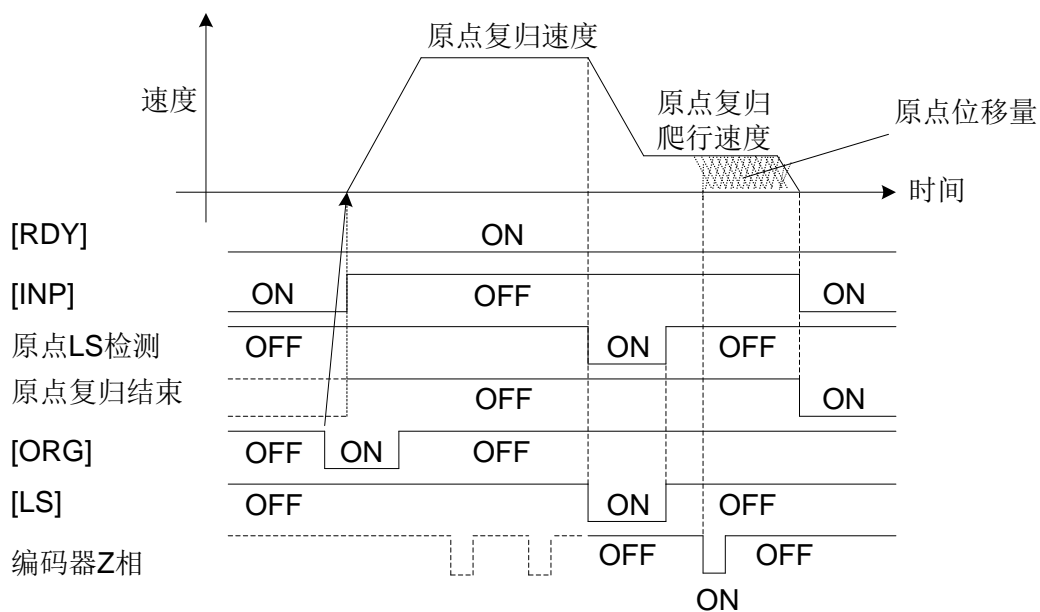 原点复归速度
速度
原点复归
爬行速度
原点位移量
时间
[RDY]
ON
[INP]
ON
OFF
ON
原点LS检测
OFF
ON
OFF
原点复归结束
OFF
ON
[ORG]
OFF
ON
OFF
[LS]
OFF
ON
OFF
编码器Z相
OFF
OFF
ON